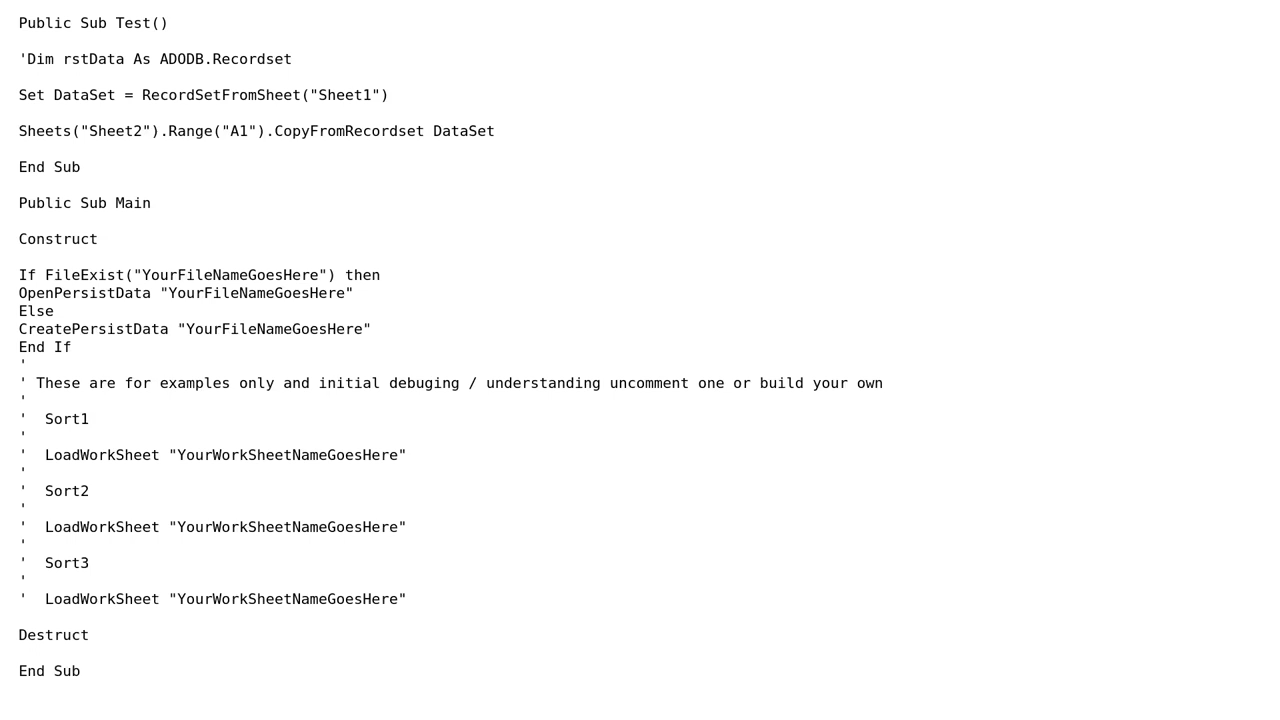 Public Sub Test()
'Dim rstData As ADODB.Recordset
Set DataSet = RecordSetFromSheet("Sheet1")
Sheets("Sheet2").Range("A1").CopyFromRecordset DataSet
End Sub
Public Sub Main
Construct
If FileExist("YourFileNameGoesHere") then
OpenPersistData "YourFileNameGoesHere"
Else
CreatePersistData "YourFileNameGoesHere"
End If
'
' These are for examples only and initial debuging / understanding uncomment one or build your own
'
'  Sort1
'
'  LoadWorkSheet "YourWorkSheetNameGoesHere"
'
'  Sort2
'
'  LoadWorkSheet "YourWorkSheetNameGoesHere"
'
'  Sort3
'
'  LoadWorkSheet "YourWorkSheetNameGoesHere"
Destruct
End Sub